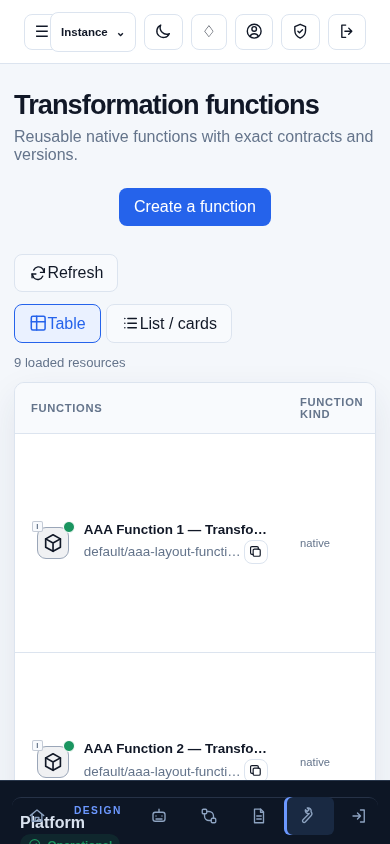 Instance
Transformation functions
Reusable native functions with exact contracts and
versions.
Create a function
Refresh
Table
List / cards
9 loaded resources
FUNCTIONS
FUNCTION
KIND
I
AAA Function 1 — Transfo…
default/aaa-layout-functi…
native
I
AAA Function 2 — Transfo…
default/aaa-layout-functi…
native
DESIGN
Platform
Operational